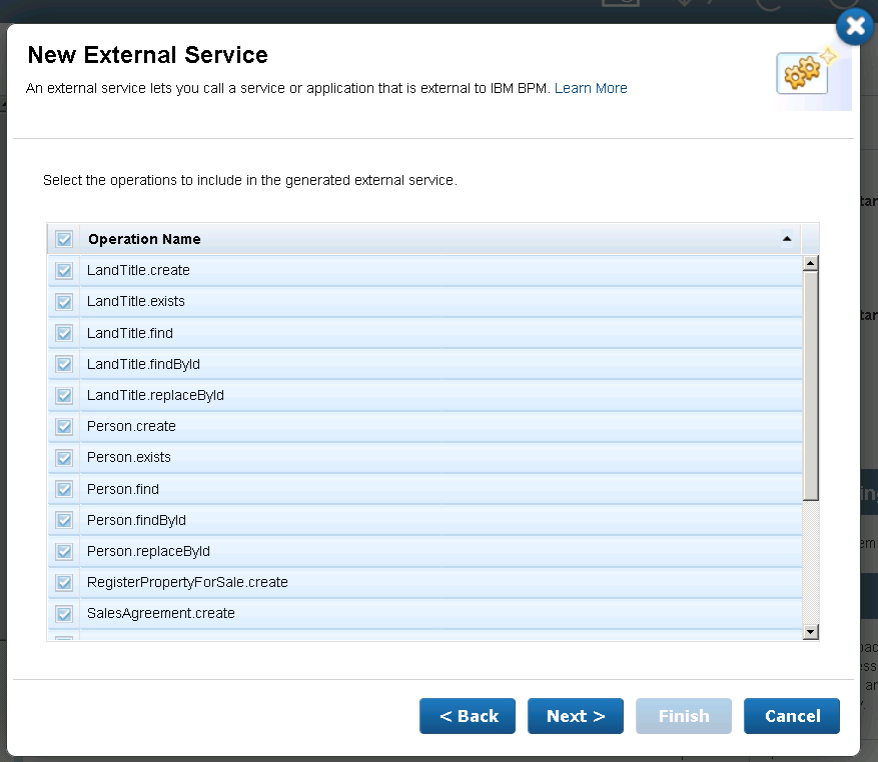 New External Service
An external service lets you call a service or application that is external to IBM BPM. Learn More
Select the operations to include in the generated external service.
Operation Name
LandTitle.create
LandTitle.exists
LandTitle.find
LandTitle.findById
LandTitle.replaceById
Person.create
Person.exists
Person.find
Person.findById
Person.replaceById
RegisterPropertyForSale.create
SalesAgreement.create
< Back
Next >
Finish
Cancel